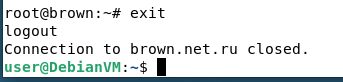 root@brown:~# exit
logout
Connection to brown.net.ru closed.
user@DebianVM:~$